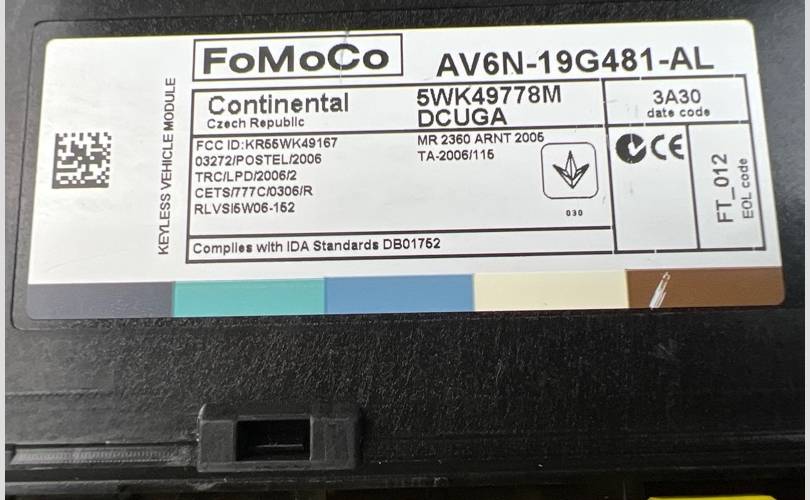 FoMoCo
AV6N-19G481-AL
KEYLESS VEHICLE MODULE
Continental
Czech Republic
5WK49778M
DCUGA
3A30
date code
FCC ID:KR55WK49167
03272/POSTEL/2006
TRC/LPD/2006/2
CETS/777C/0306/R
RLVSI5W06-152
MR 2360 ARNT 2006
TA-2006/115
030
CE
FT_012
EOL code
Complies with IDA Standards DB01752